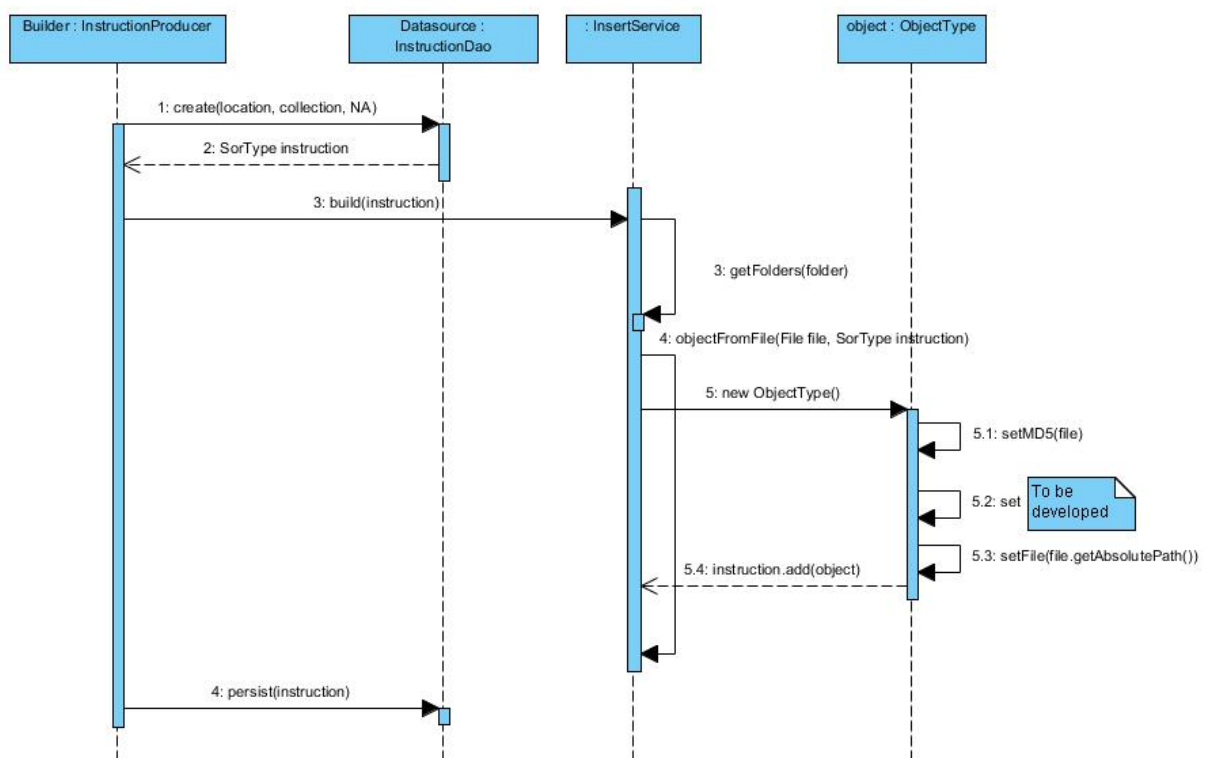 Builder : InstructionProducer
Datasource :
InstructionDao
: InsertService
object : ObjectType
1: create(location, collection, NA)
2: SorType instruction
3: build(instruction)
3: getFolders(folder)
4: objectFromFile(File file, SorType instruction)
5: new ObjectType()
5.1: setMD5(file)
5.2: set
To be
developed
5.3: setFile(file.getAbsolutePath())
5.4: instruction.add(object)
4: persist(instruction)